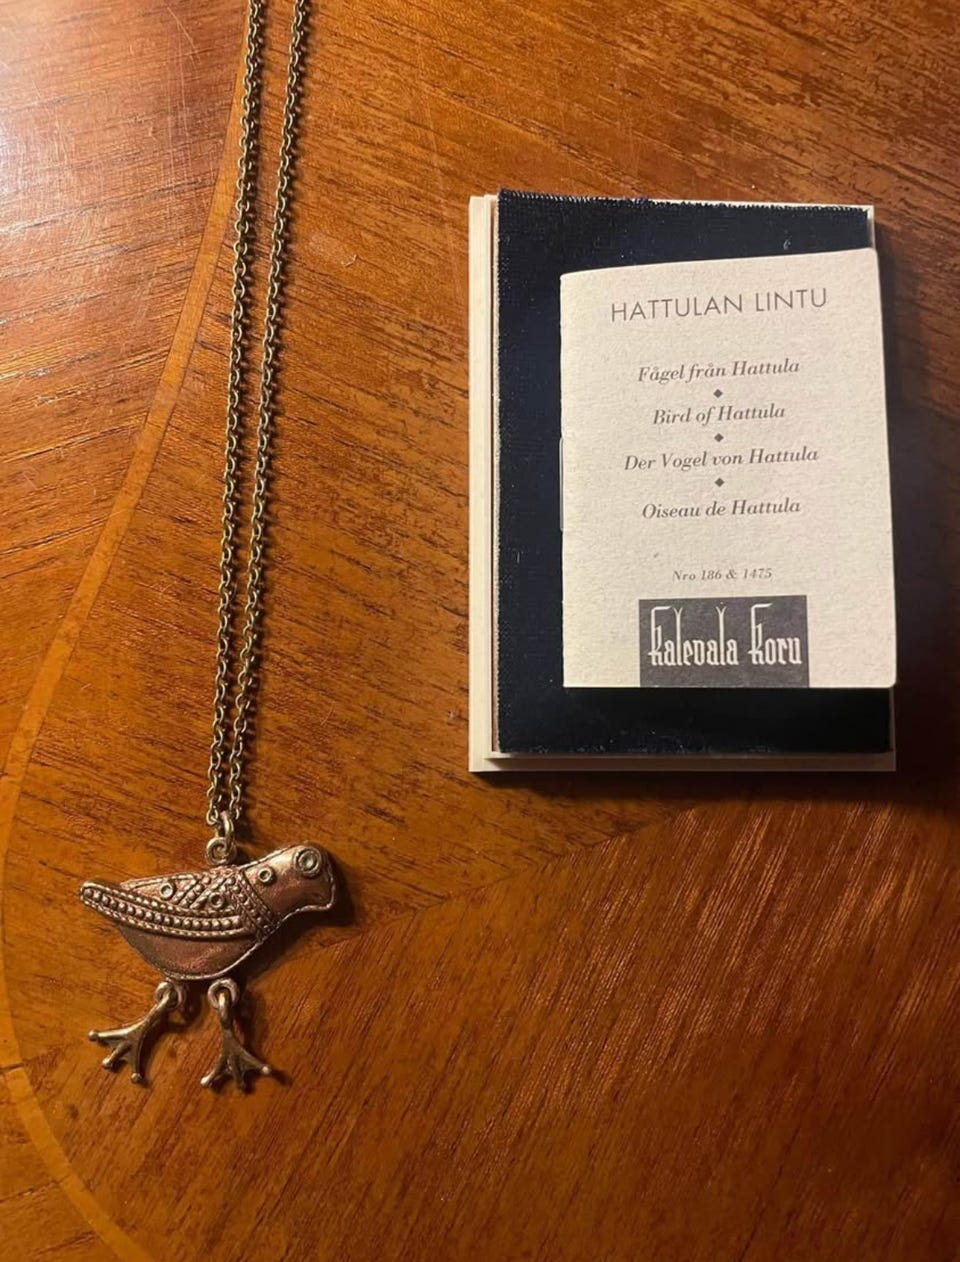 HATTULAN LINTU
Fågel från Hattula
Bird of Hattula
Der Vogel von Hattula
Oiseau de Hattula
Nro 186 & 1475
Kalevala Koru